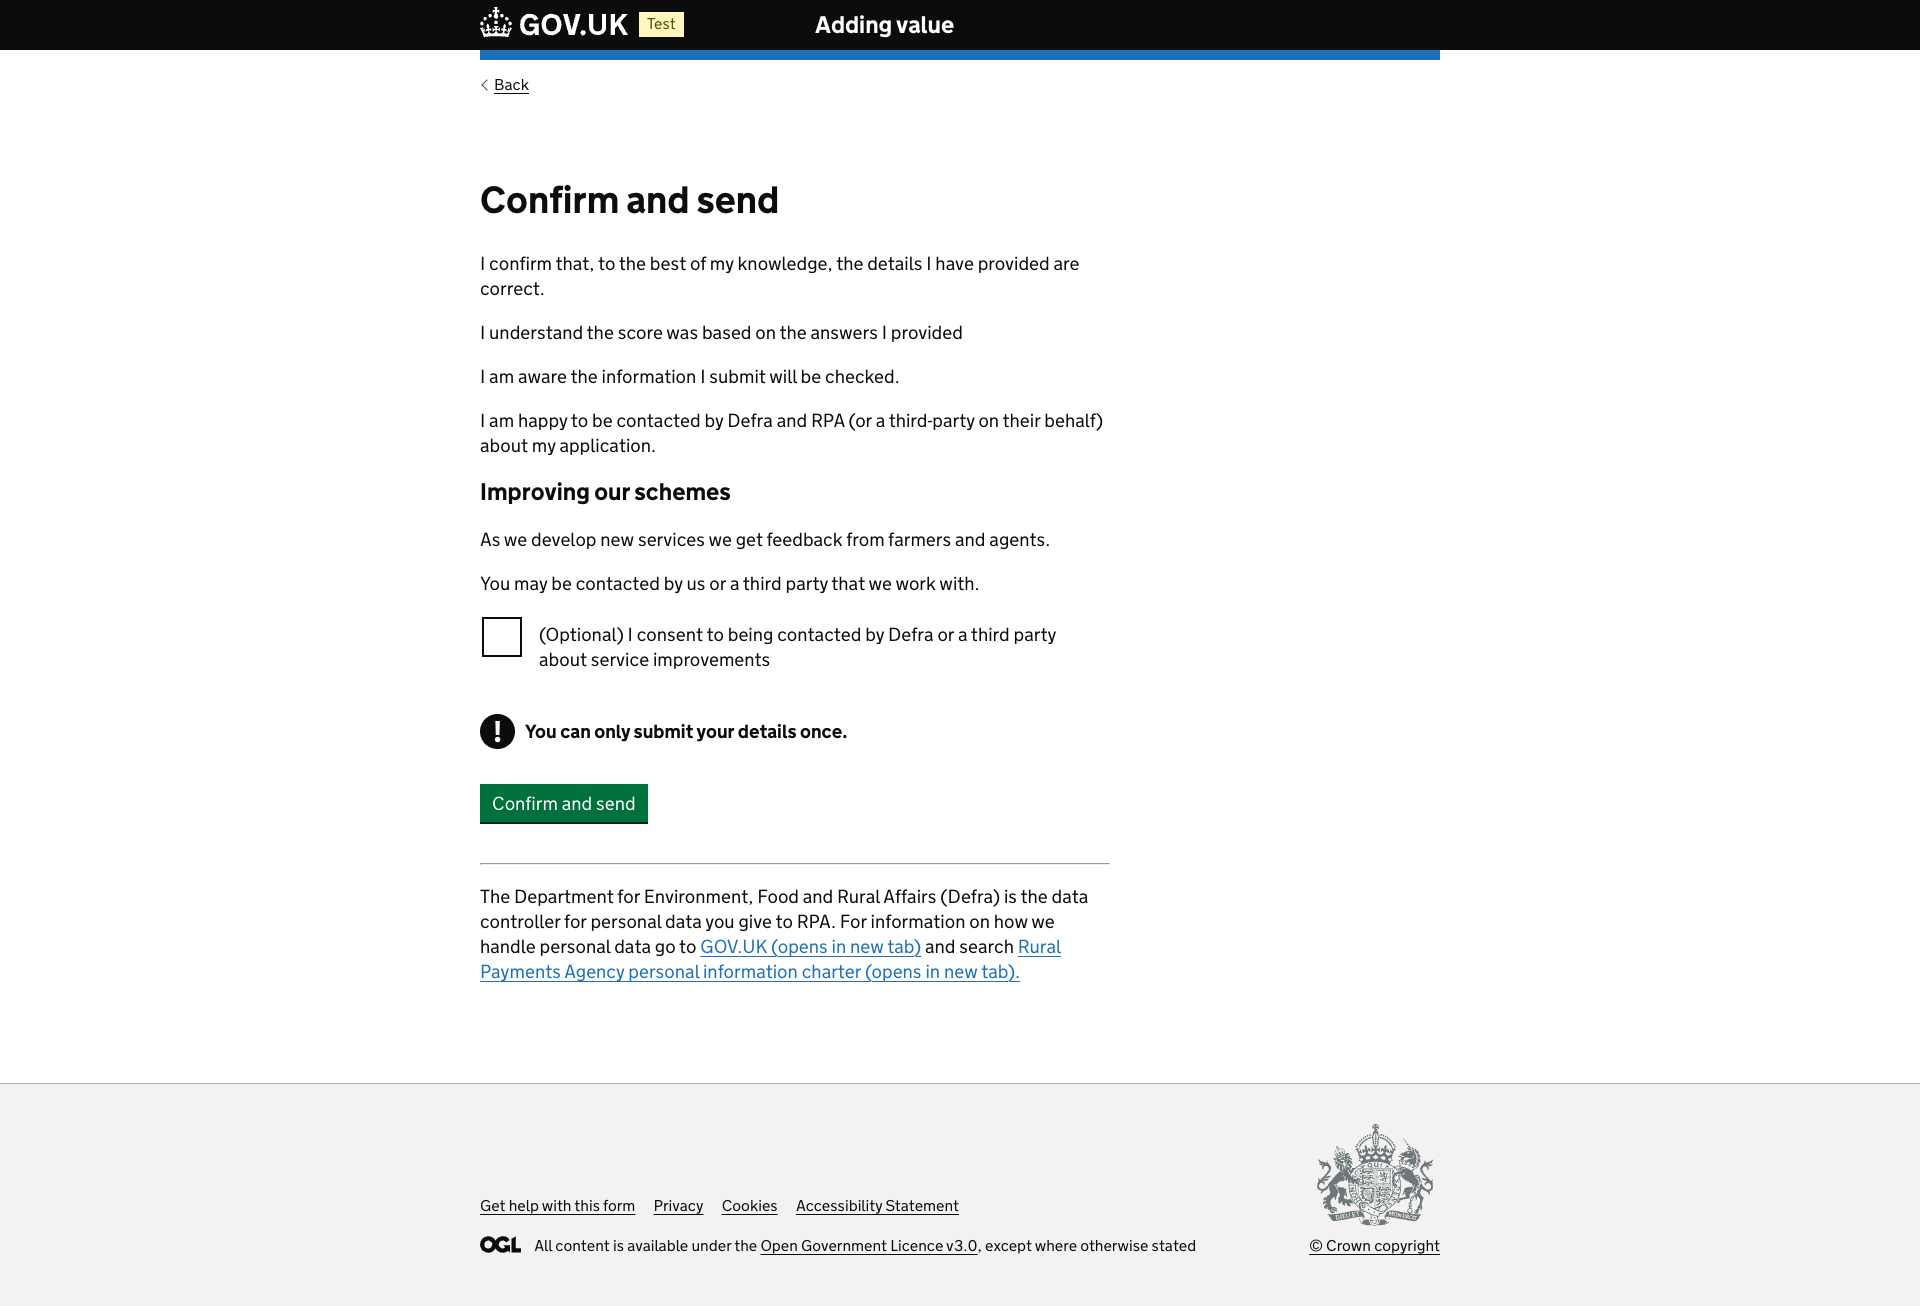 GOV.UK Test Adding value
Back
Confirm and send
I confirm that, to the best of my knowledge, the details I have provided are
correct.
I understand the score was based on the answers I provided
I am aware the information I submit will be checked.
I am happy to be contacted by Defra and RPA (or a third-party on their behalf)
about my application.
Improving our schemes
As we develop new services we get feedback from farmers and agents.
You may be contacted by us or a third party that we work with.
(Optional) I consent to being contacted by Defra or a third party
about service improvements
! You can only submit your details once.
Confirm and send
The Department for Environment, Food and Rural Affairs (Defra) is the data
controller for personal data you give to RPA. For information on how we
handle personal data go to GOV.UK (opens in new tab) and search Rural
Payments Agency personal information charter (opens in new tab).
Get help with this form Privacy Cookies Accessibility Statement
OGL All content is available under the Open Government Licence v3.0, except where otherwise stated
© Crown copyright